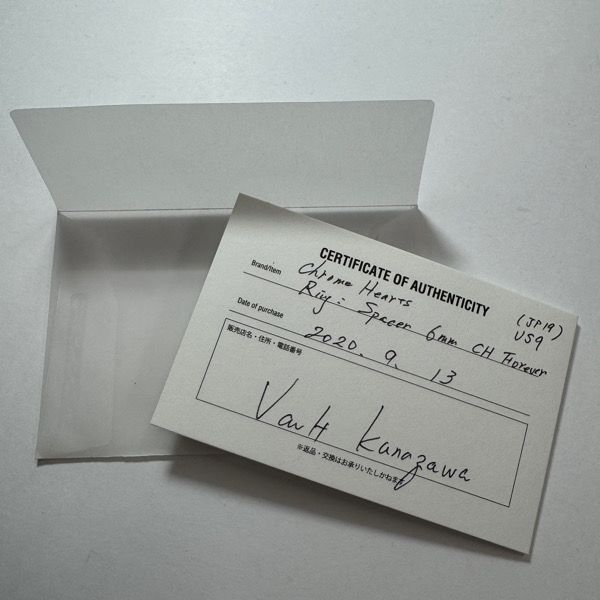 CERTIFICATE OF AUTHENTICITY
Brand/Item Chrome Hearts
(JP19)
Ring: Spacer 6mm CH Forever US9
Date of purchase 2020. 9. 13
販売店名・住所・電話番号
Vault Kanazawa
※返品・交換はお承りいたしかねます